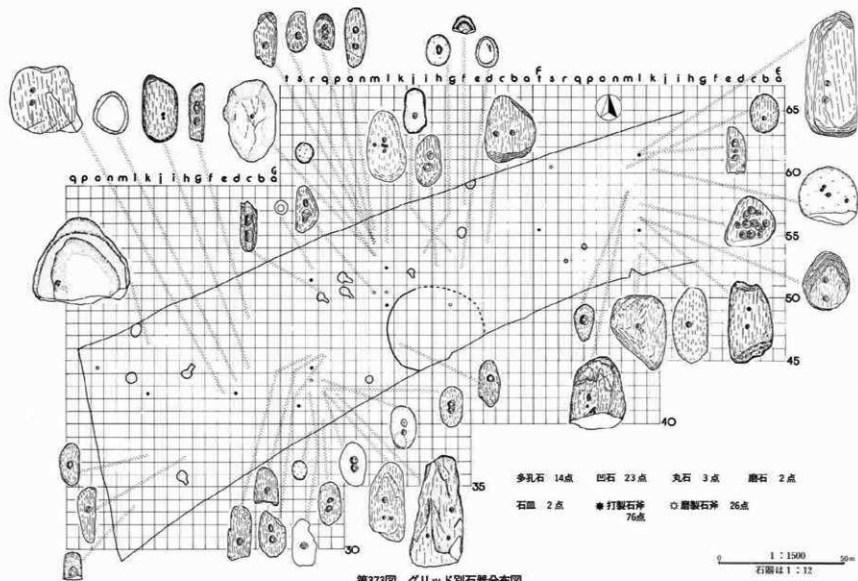 t s r q p o n m l k j i h g f e d c b a F t s r q p o n m l k j i h g f e d c b a E
67
65
60
q p o n m l k j i h g f e d c b a G
55
50
45
40
多孔石 14点 凹石 23点 丸石 3点 磨石 2点
35
石皿 2点 ✱打製石斧 76点 ✩磨製石斧 26点
30
0 1：1500 50m
石器は1：12
第373図 グリッド別石器分布図